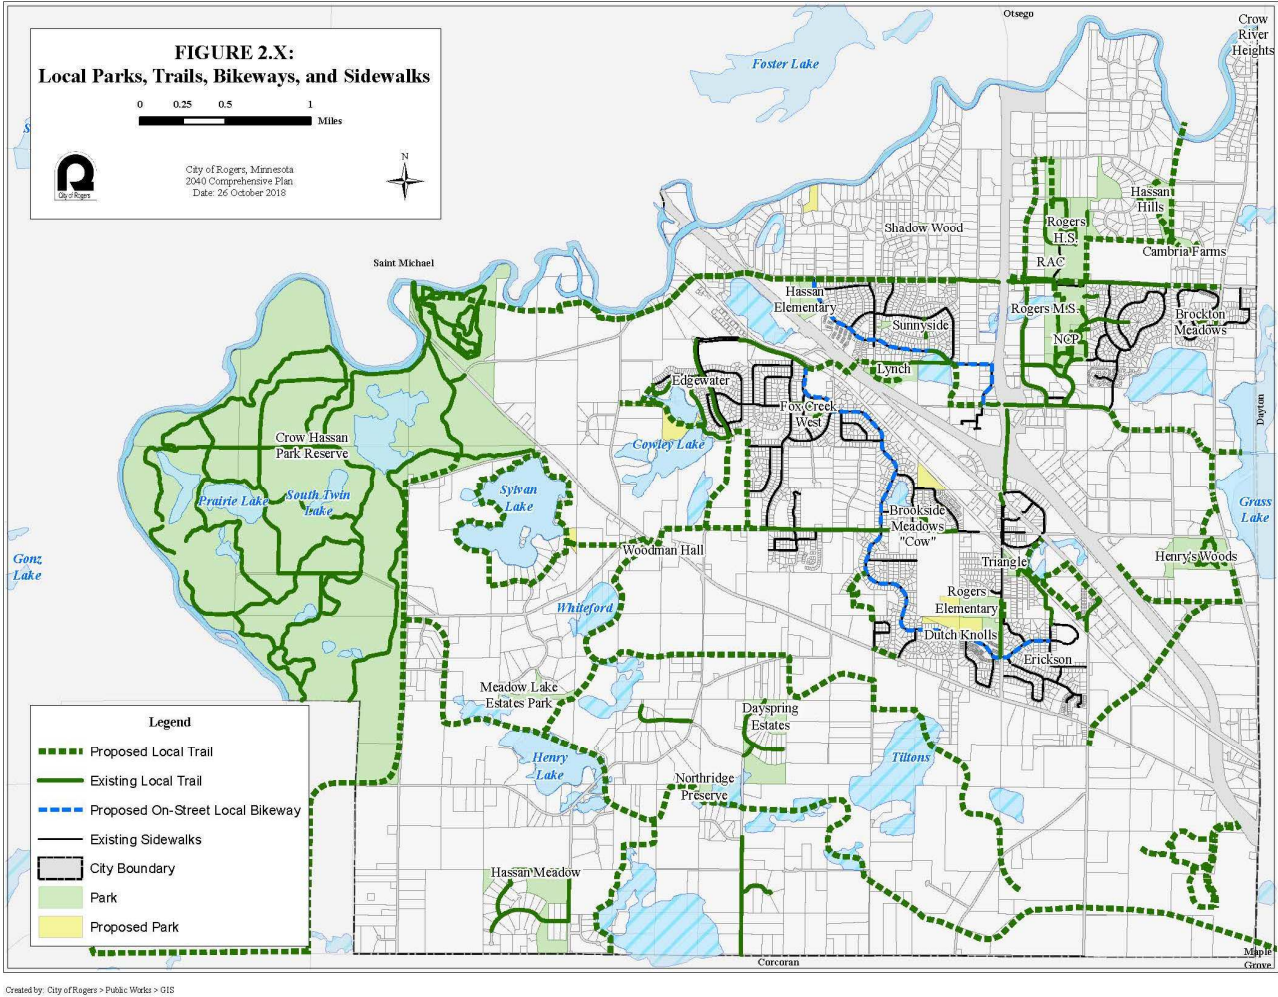 FIGURE 2.X:
Local Parks, Trails, Bikeways, and Sidewalks
0 0.25 0.5 1
Miles
City of Rogers
City of Rogers, Minnesota
2040 Comprehensive Plan
Date: 26 October 2018
N
Otsego
Crow
River
Heights
Foster Lake
S
Hassan
Hills
Shadow Wood
Rogers
H.S.
RAC
Cambria Farms
Saint Michael
Hassan
Elementary
Sunnyside
Rogers M.S.
Brockton
Meadows
NCP
Lynch
Edgewater
Fox Creek
West
Dayton
Crow Hassan
Park Reserve
Cowley Lake
Prairie Lake
South Twin
Lake
Sylvan
Lake
Grass
Lake
Brookside
Meadows
"Cow"
Gonz
Lake
Woodman Hall
Triangle
Henry's Woods
Whiteford
Rogers
Elementary
Dutch Knolls
Erickson
Meadow Lake
Estates Park
Dayspring
Estates
Henry
Lake
Tiltons
Northridge
Preserve
Hassan Meadow
Legend
Proposed Local Trail
Existing Local Trail
Proposed On-Street Local Bikeway
Existing Sidewalks
City Boundary
Park
Proposed Park
Corcoran
Maple
Grove
Created by: City of Rogers > Public Works > GIS